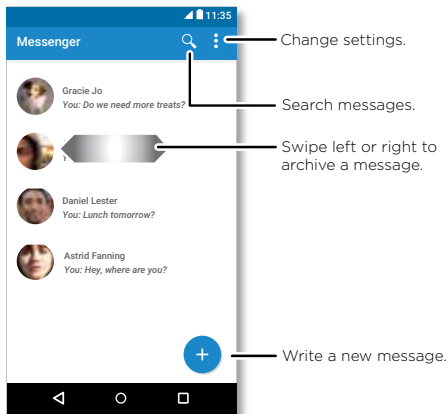 11:35
Messenger
Change settings.
Gracie Jo
You: Do we need more treats?
Search messages.
Swipe left or right to
archive a message.
Daniel Lester
You: Lunch tomorrow?
Astrid Fanning
You: Hey, where are you?
+
Write a new message.